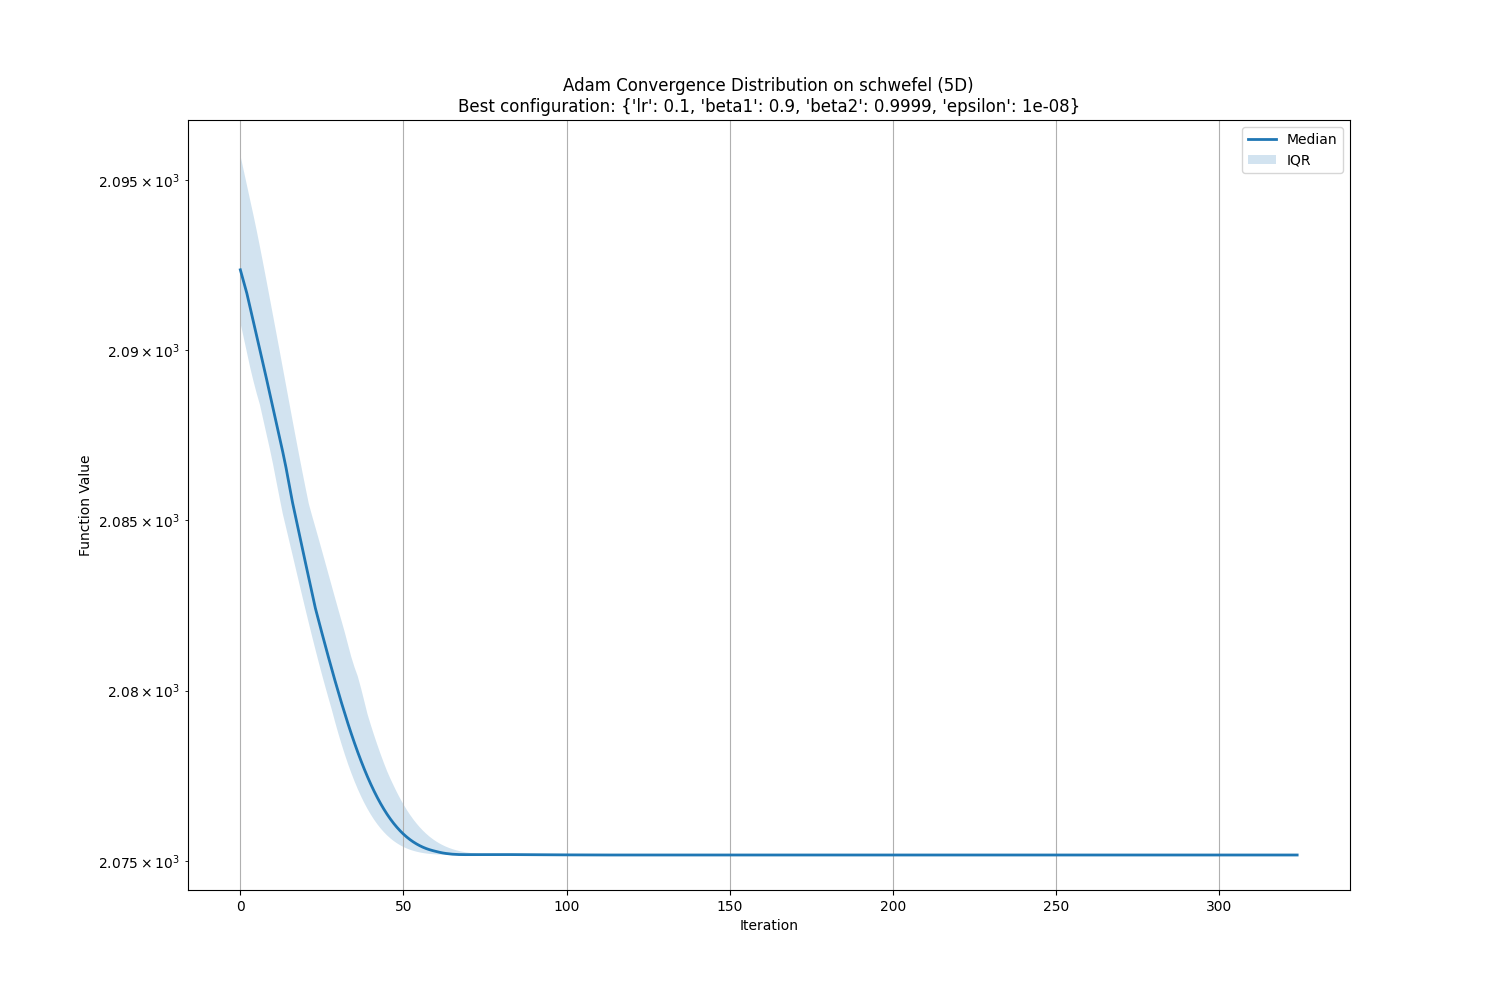 Adam Convergence Distribution on schwefel (5D)
Best configuration: {'lr': 0.1, 'beta1': 0.9, 'beta2': 0.9999, 'epsilon': 1e-08}
Median
IQR
2.095 × 10³
2.09 × 10³
2.085 × 10³
2.08 × 10³
2.075 × 10³
Function Value
0 50 100 150 200 250 300
Iteration